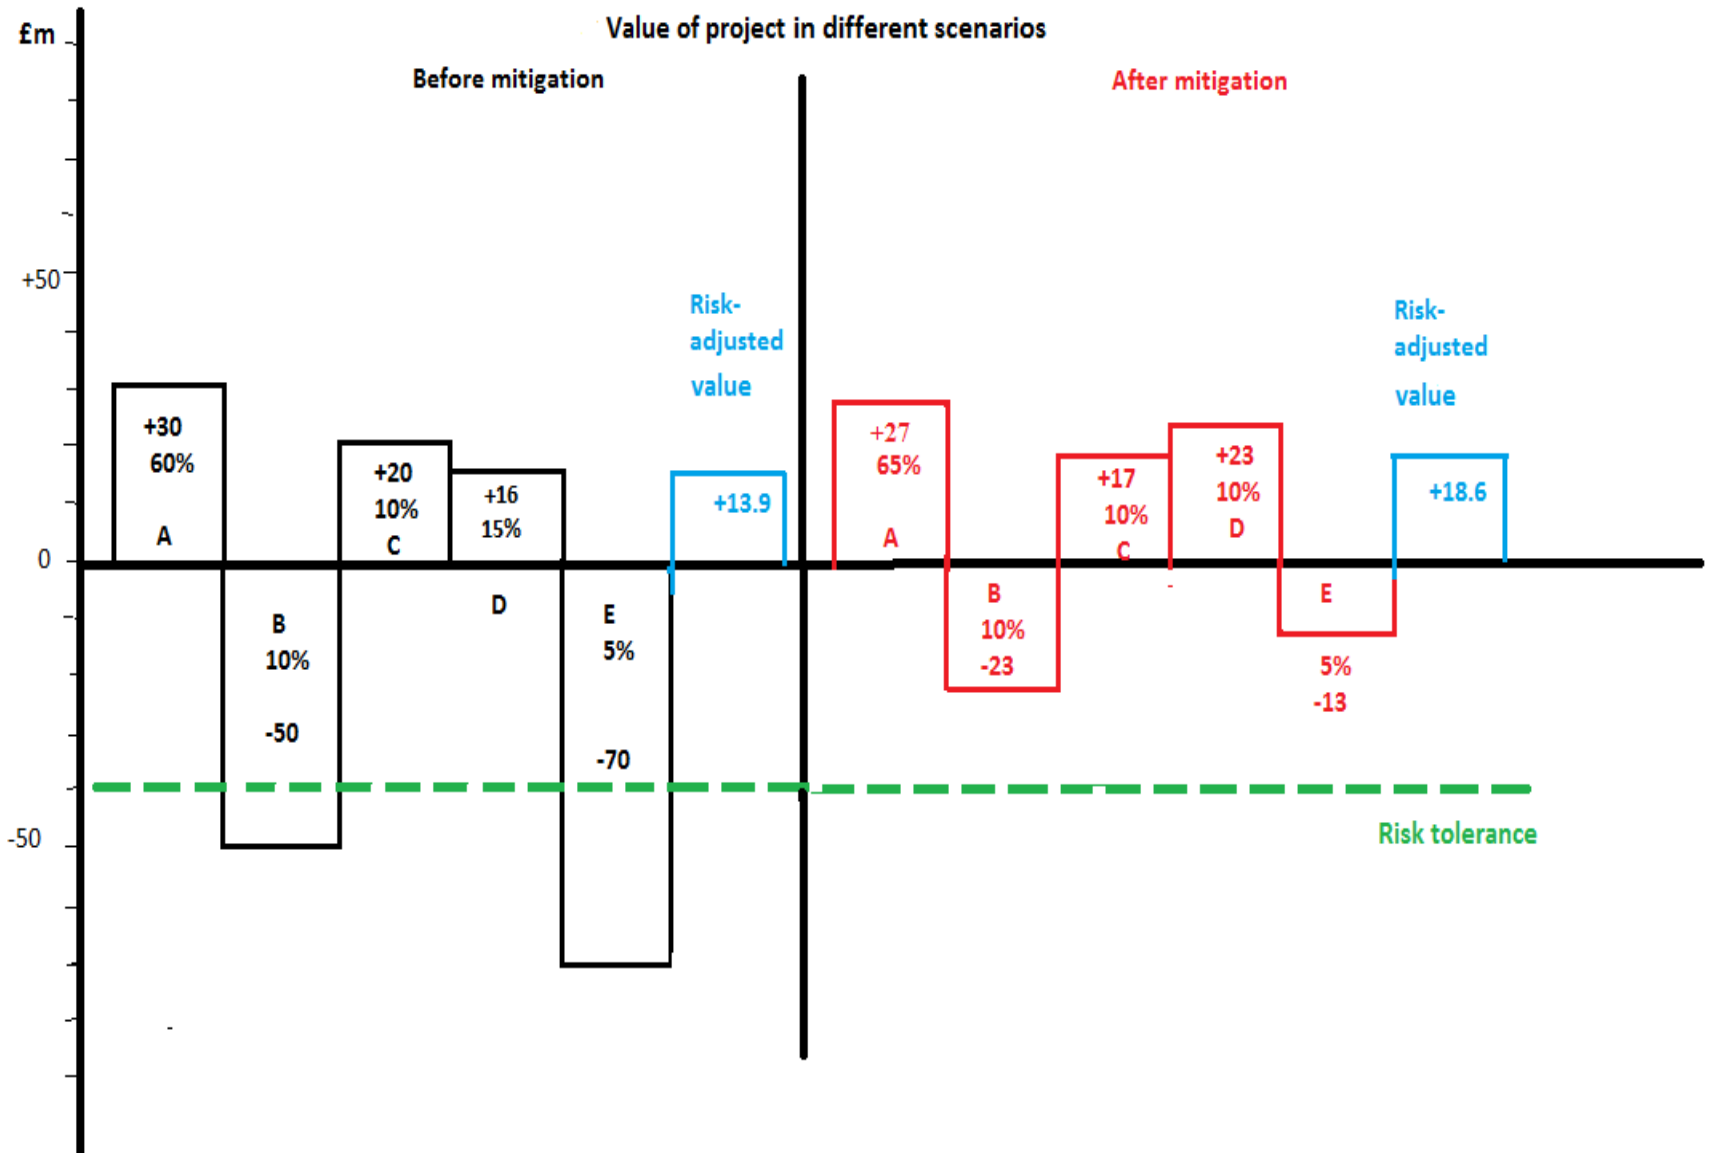 £m
Value of project in different scenarios
Before mitigation
After mitigation
+50
0
-50
+30
60%
A
B
10%
-50
+20
10%
C
+16
15%
D
E
5%
-70
Risk-
adjusted
value
+13.9
+27
65%
A
B
10%
-23
+17
10%
C
+23
10%
D
E
5%
-13
Risk-
adjusted
value
+18.6
Risk tolerance